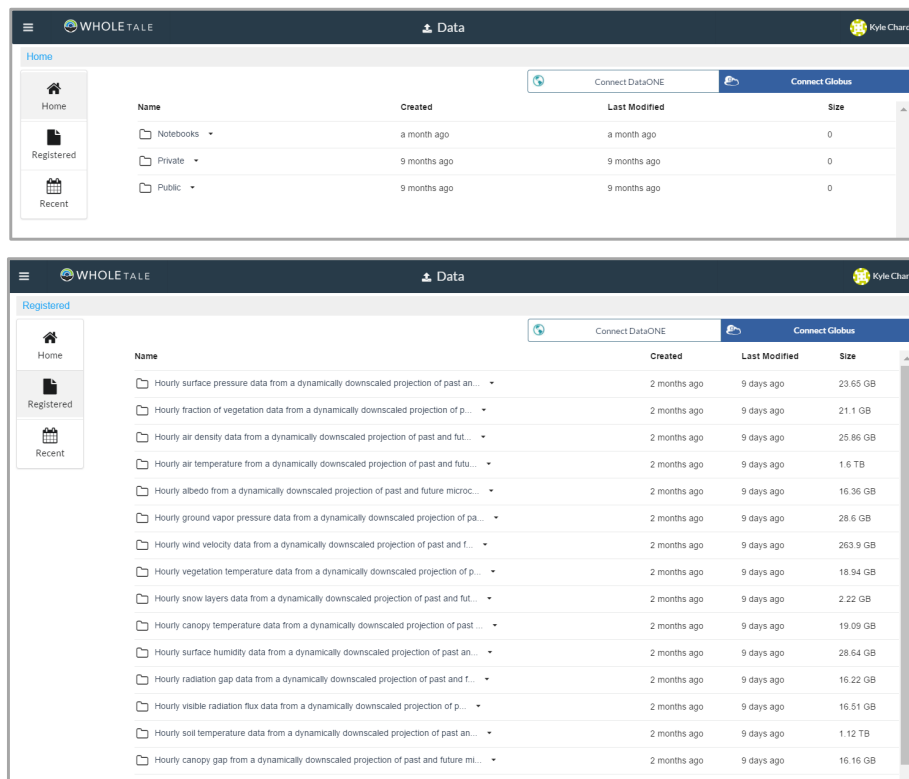 WHOLETALE Data Kyle Chard
Home
Connect DataONE Connect Globus
Home
Name Created Last Modified Size
Notebooks a month ago a month ago 0
Registered
Private 9 months ago 9 months ago 0
Public 9 months ago 9 months ago 0
Recent
WHOLETALE Data Kyle Char
Registered
Connect DataONE Connect Globus
Home
Name Created Last Modified Size
Hourly surface pressure data from a dynamically downscaled projection of past an... 2 months ago 9 days ago 23.65 GB
Registered
Hourly fraction of vegetation data from a dynamically downscaled projection of p... 2 months ago 9 days ago 21.1 GB
Hourly air density data from a dynamically downscaled projection of past and fut... 2 months ago 9 days ago 25.86 GB
Recent
Hourly air temperature from a dynamically downscaled projection of past and futu... 2 months ago 9 days ago 1.6 TB
Hourly albedo from a dynamically downscaled projection of past and future microc... 2 months ago 9 days ago 16.36 GB
Hourly ground vapor pressure data from a dynamically downscaled projection of pa... 2 months ago 9 days ago 28.6 GB
Hourly wind velocity data from a dynamically downscaled projection of past and f... 2 months ago 9 days ago 263.9 GB
Hourly vegetation temperature data from a dynamically downscaled projection of p... 2 months ago 9 days ago 18.94 GB
Hourly snow layers data from a dynamically downscaled projection of past and fut... 2 months ago 9 days ago 2.22 GB
Hourly canopy temperature data from a dynamically downscaled projection of past ... 2 months ago 9 days ago 19.09 GB
Hourly surface humidity data from a dynamically downscaled projection of past an... 2 months ago 9 days ago 28.64 GB
Hourly radiation gap data from a dynamically downscaled projection of past and f... 2 months ago 9 days ago 16.22 GB
Hourly visible radiation flux data from a dynamically downscaled projection of p... 2 months ago 9 days ago 16.51 GB
Hourly soil temperature data from a dynamically downscaled projection of past an... 2 months ago 9 days ago 1.12 TB
Hourly canopy gap from a dynamically downscaled projection of past and future mi... 2 months ago 9 days ago 16.16 GB